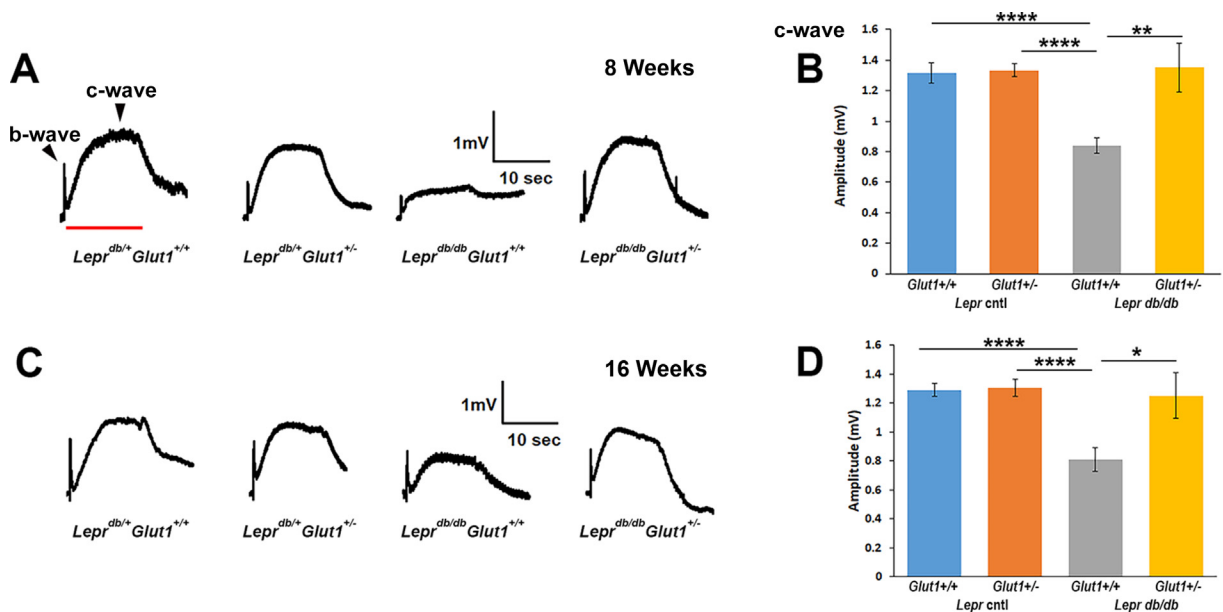 A
8 Weeks
c-wave
b-wave
1mV
10 sec
Lepr^db/+ Glut1^+/+
Lepr^db/+ Glut1^+/-
Lepr^db/db Glut1^+/+
Lepr^db/db Glut1^+/-
c-wave
B
****
****
**
Amplitude (mV)
1.6
1.4
1.2
1
0.8
0.6
0.4
0.2
0
Glut1+/+
Glut1+/-
Glut1+/+
Glut1+/-
Lepr cntl
Lepr db/db
C
16 Weeks
1mV
10 sec
Lepr^db/+ Glut1^+/+
Lepr^db/+ Glut1^+/-
Lepr^db/db Glut1^+/+
Lepr^db/db Glut1^+/-
D
****
****
*
Amplitude (mV)
1.6
1.4
1.2
1
0.8
0.6
0.4
0.2
0
Glut1+/+
Glut1+/-
Glut1+/+
Glut1+/-
Lepr cntl
Lepr db/db